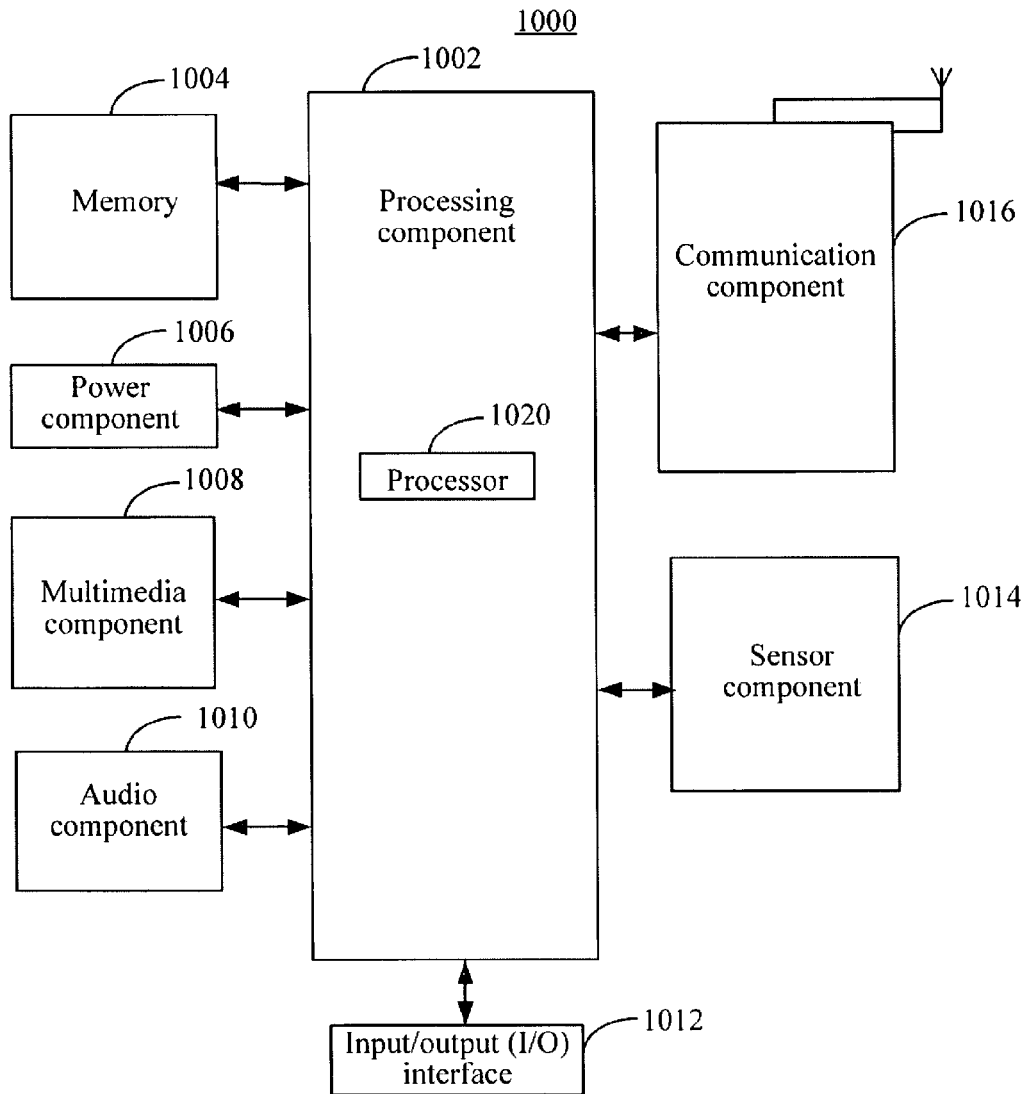 1000
1002
1004
Memory
Processing
component
1016
Communication
component
1006
Power
component
1020
Processor
1008
Multimedia
component
1014
Sensor
component
1010
Audio
component
1012
Input/output (I/O)
interface